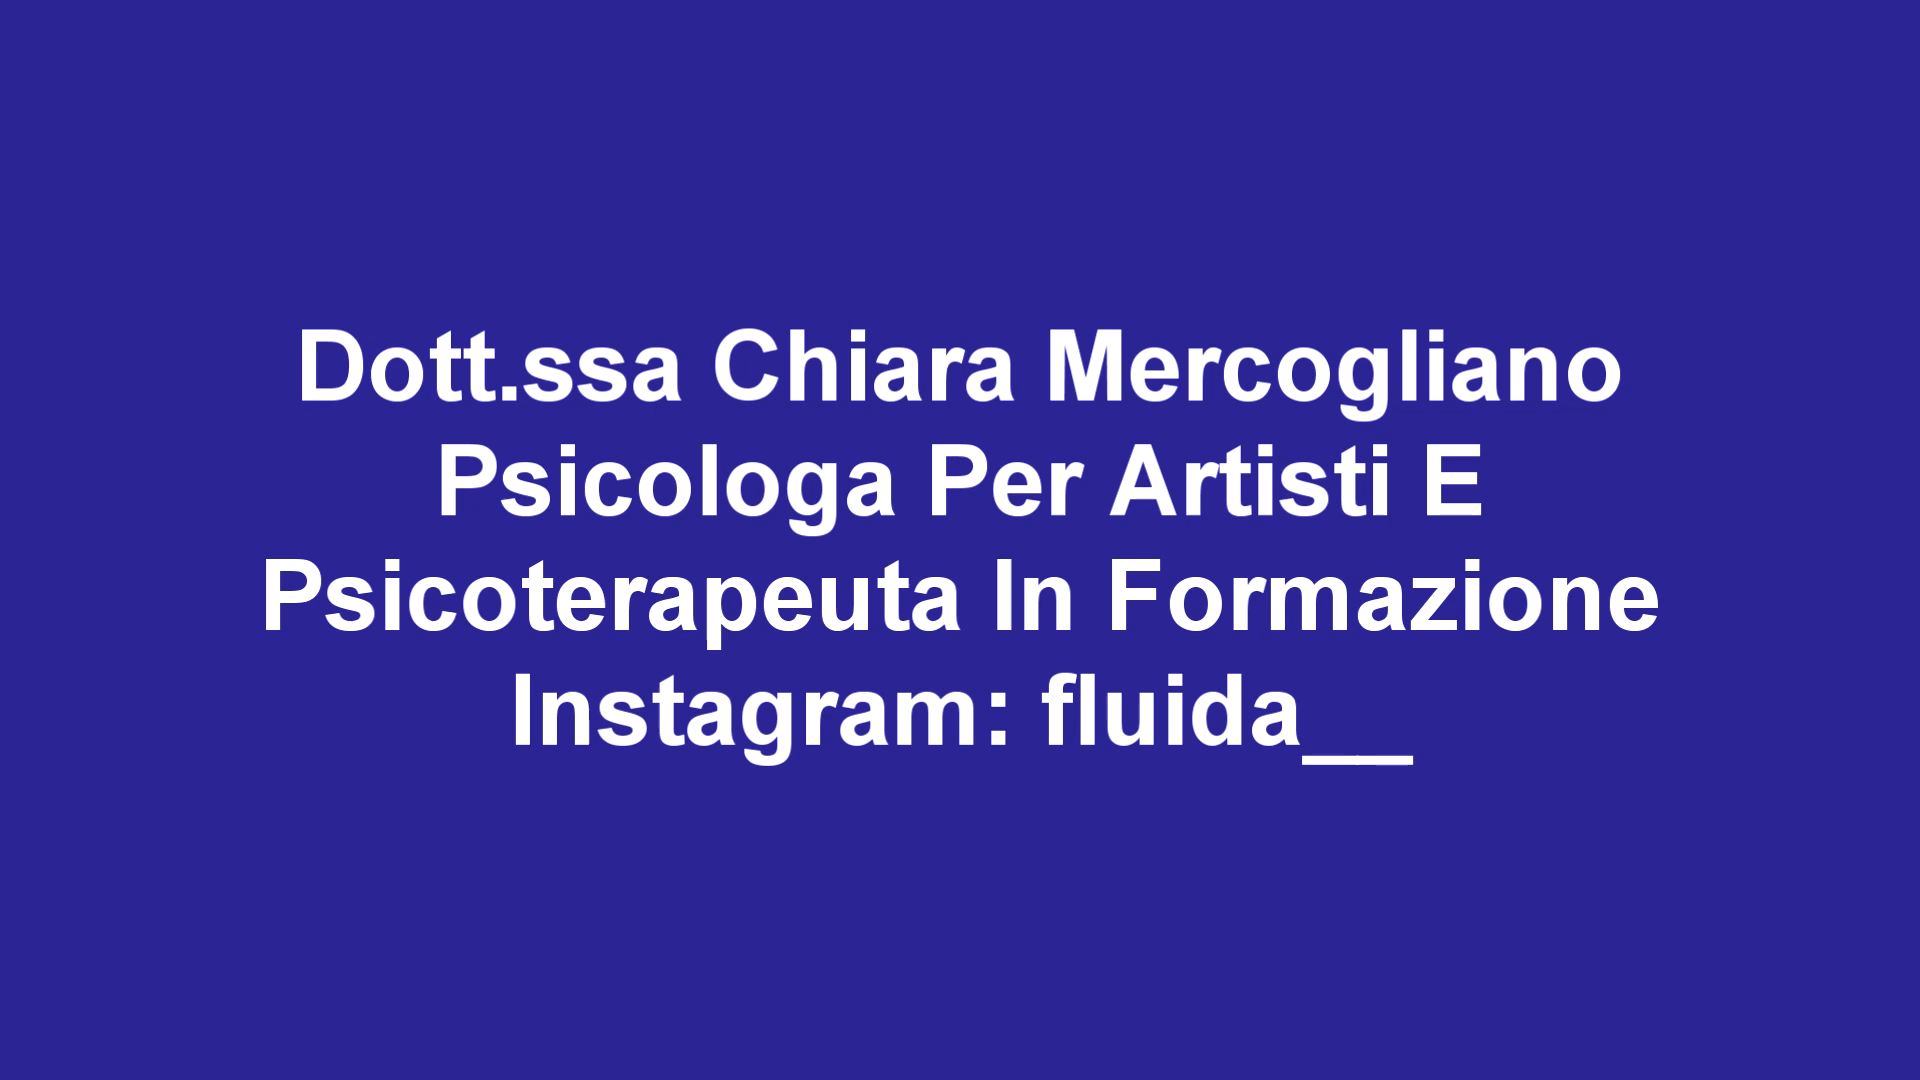 Dott.ssa Chiara Mercogliano
Psicologa Per Artisti E
Psicoterapeuta In Formazione
Instagram: fluida__